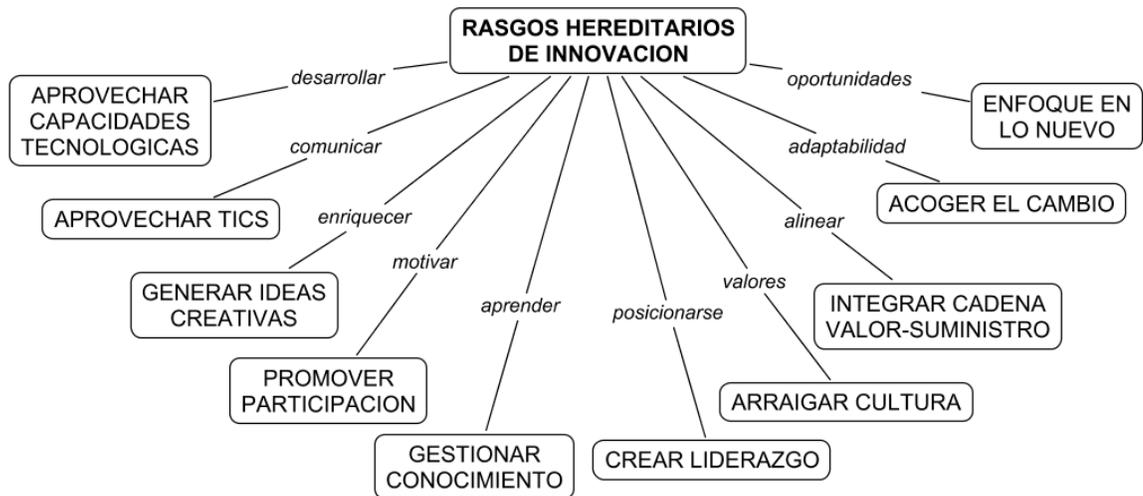 RASGOS HEREDITARIOS
DE INNOVACION
desarrollar
oportunidades
APROVECHAR
CAPACIDADES
TECNOLOGICAS
ENFOQUE EN
LO NUEVO
comunicar
adaptabilidad
APROVECHAR TICS
ACOGER EL CAMBIO
enriquecer
alinear
GENERAR IDEAS
CREATIVAS
motivar
valores
INTEGRAR CADENA
VALOR-SUMINISTRO
aprender
posicionarse
PROMOVER
PARTICIPACION
ARRAIGAR CULTURA
GESTIONAR
CONOCIMIENTO
CREAR LIDERAZGO